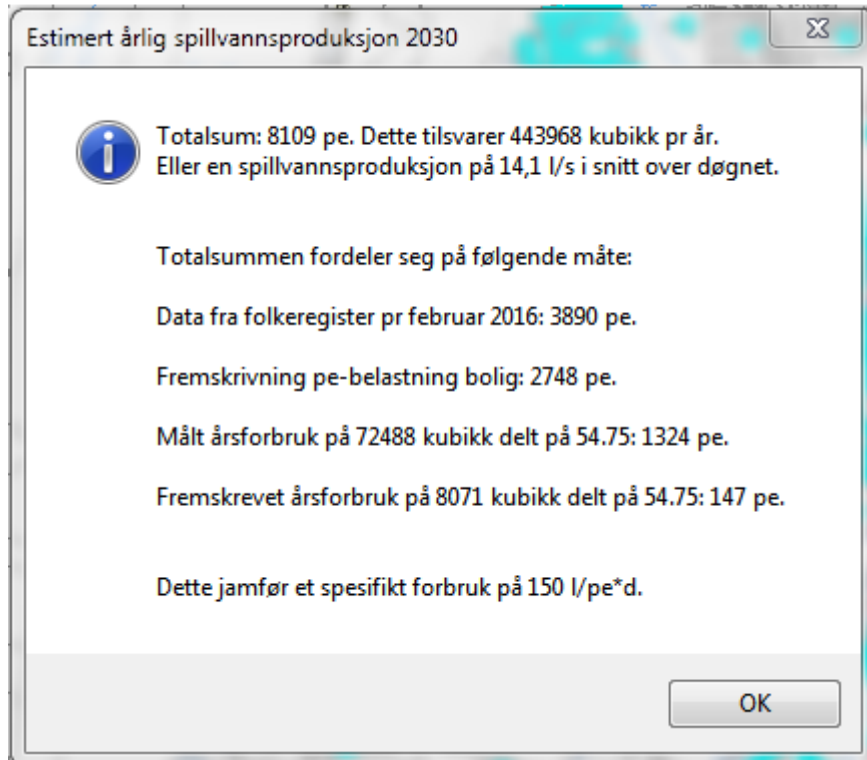 Estimert årlig spillvannsproduksjon 2030
Totalsum: 8109 pe. Dette tilsvarer 443968 kubikk pr år.
Eller en spillvannsproduksjon på 14,1 l/s i snitt over døgnet.
Totalsummen fordeler seg på følgende måte:
Data fra folkeregister pr februar 2016: 3890 pe.
Fremskrivning pe-belastning bolig: 2748 pe.
Målt årsforbruk på 72488 kubikk delt på 54.75: 1324 pe.
Fremskrevet årsforbruk på 8071 kubikk delt på 54.75: 147 pe.
Dette jamfør et spesifikt forbruk på 150 l/pe*d.
OK